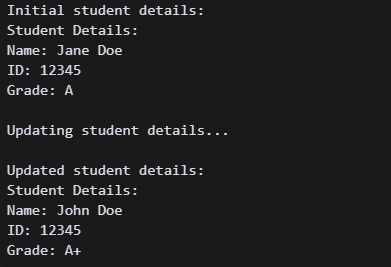 Initial student details:
Student Details:
Name: Jane Doe
ID: 12345
Grade: A

Updating student details...

Updated student details:
Student Details:
Name: John Doe
ID: 12345
Grade: A+